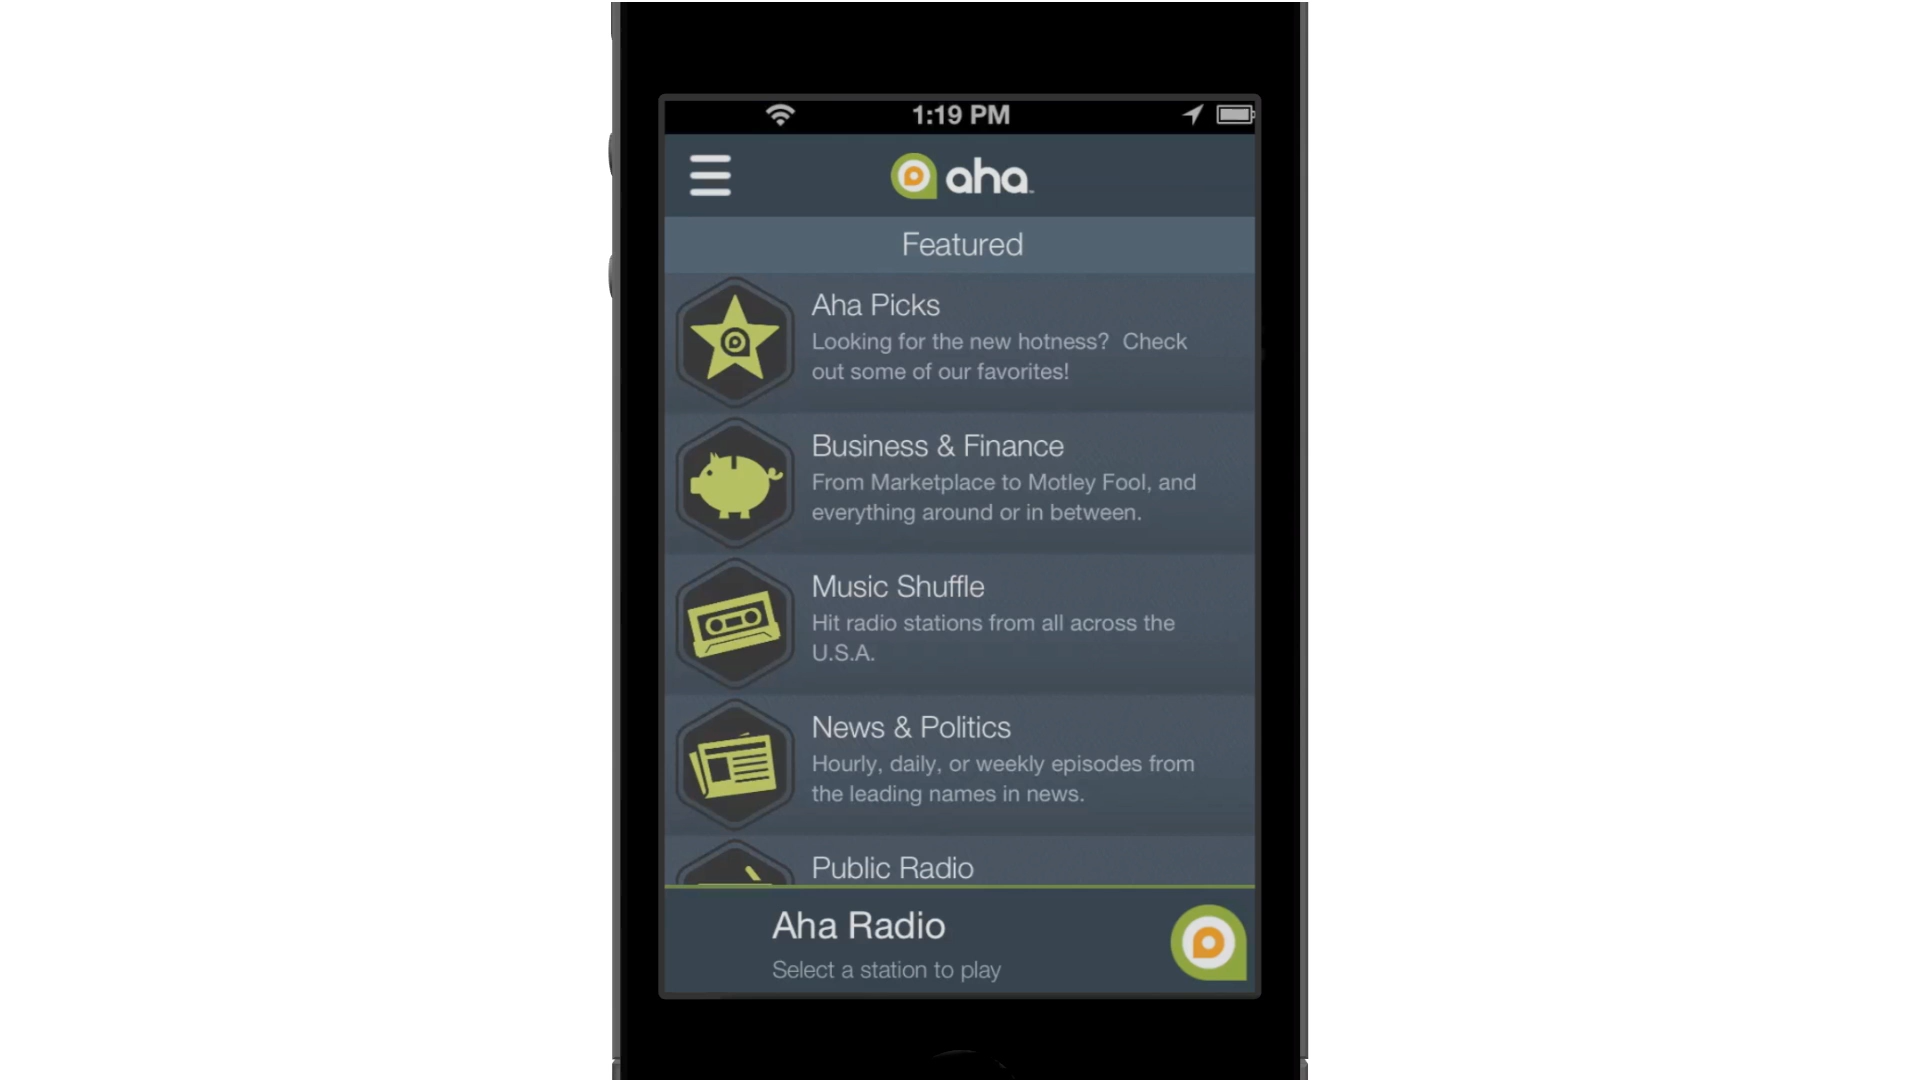 1:19 PM
aha™
Featured
Aha Picks
Looking for the new hotness? Check
out some of our favorites!
Business & Finance
From Marketplace to Motley Fool, and
everything around or in between.
Music Shuffle
Hit radio stations from all across the
U.S.A.
News & Politics
Hourly, daily, or weekly episodes from
the leading names in news.
Public Radio
Aha Radio
Select a station to play